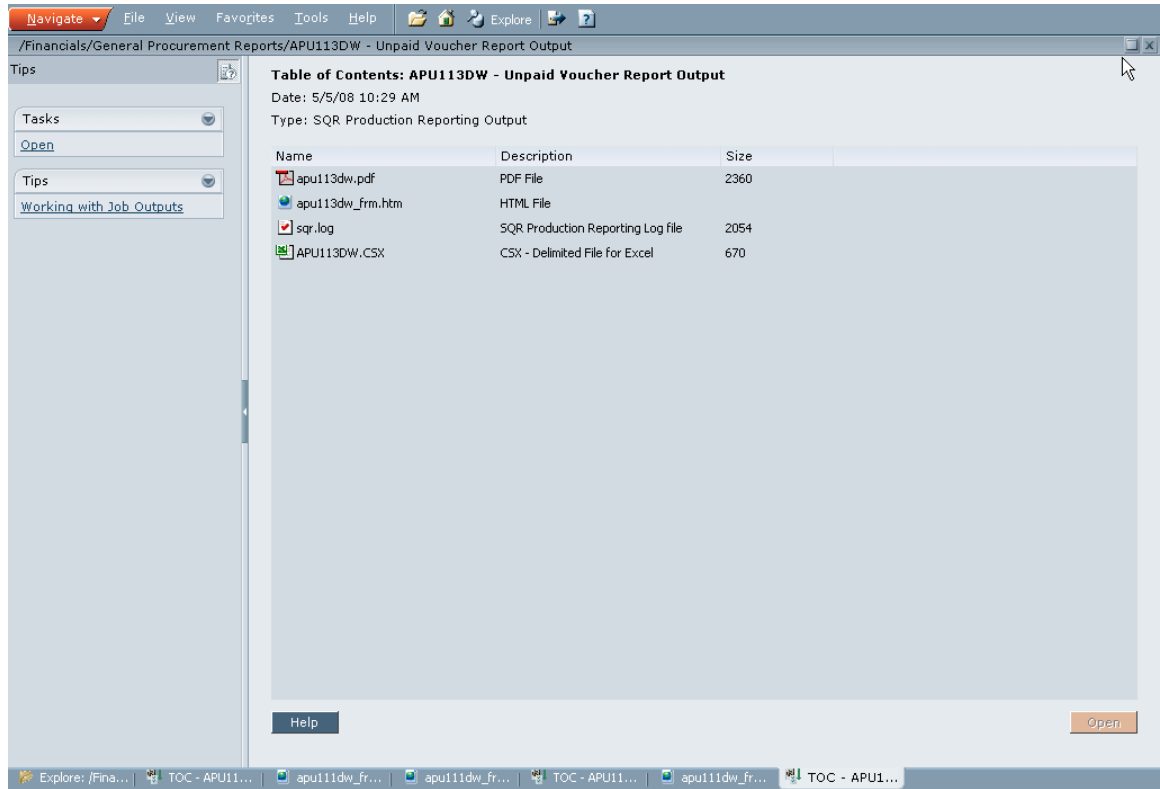 Navigate File View Favorites Tools Help Explore
/Financials/General Procurement Reports/APU113DW - Unpaid Voucher Report Output
Tips
Tasks
Open
Tips
Working with Job Outputs
Table of Contents: APU113DW - Unpaid Voucher Report Output
Date: 5/5/08 10:29 AM
Type: SQR Production Reporting Output
Name Description Size
apu113dw.pdf PDF File 2360
apu113dw_frm.htm HTML File
sqr.log SQR Production Reporting Log file 2054
APU113DW.CSX CSX - Delimited File for Excel 670
Help Open
Explore: /Fina... TOC - APU11... apu111dw_fr... apu111dw_fr... TOC - APU11... apu111dw_fr... TOC - APU1...